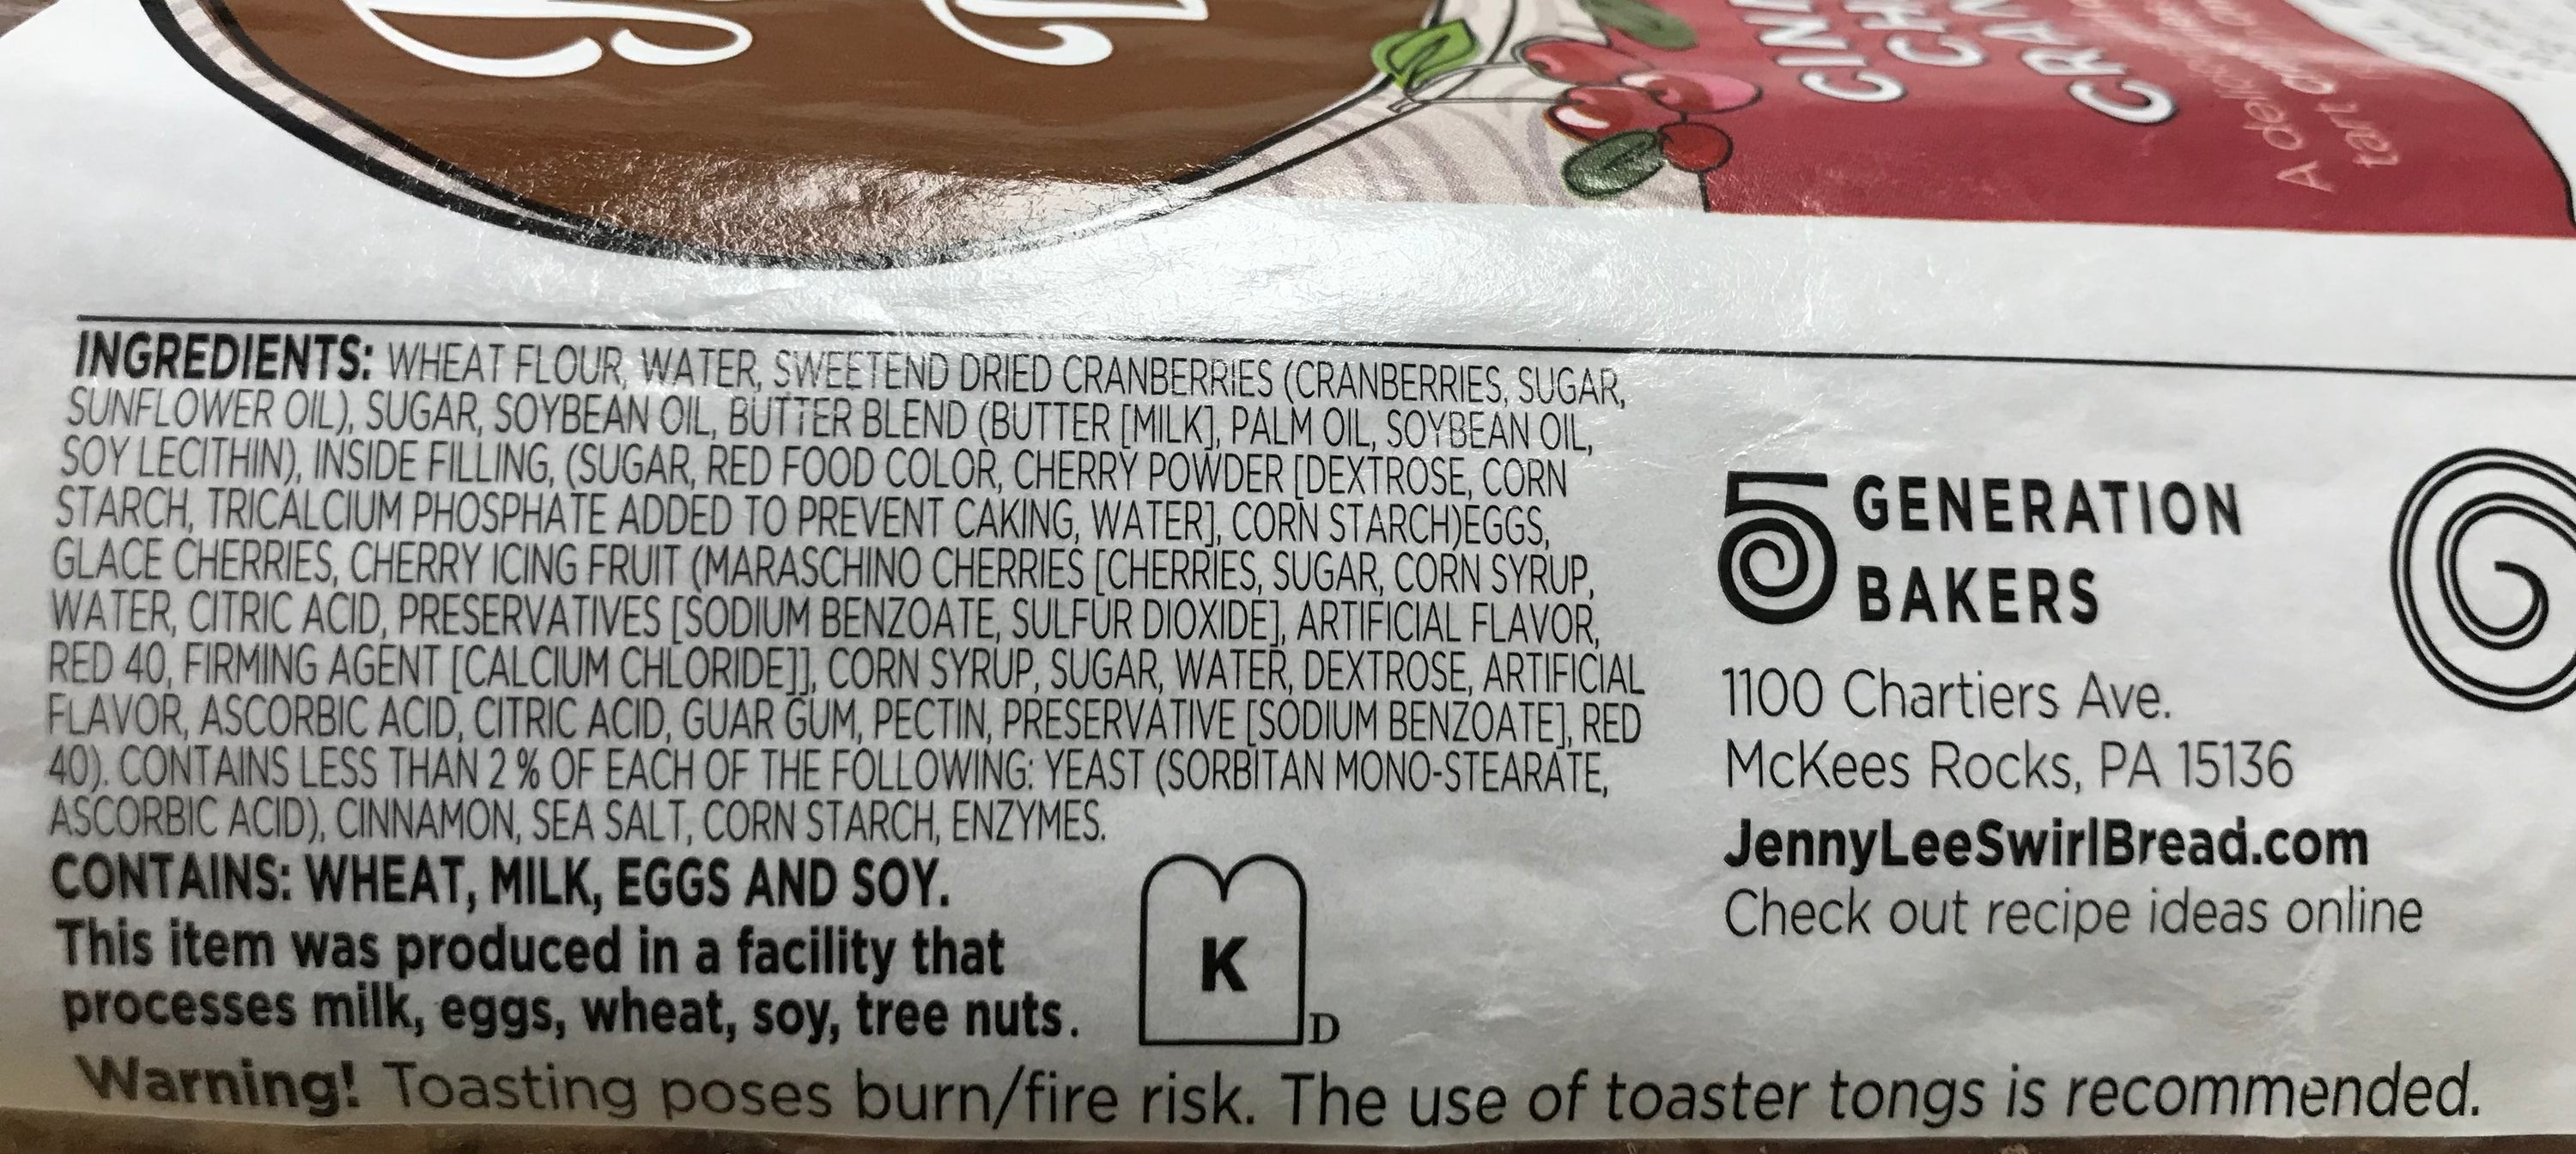 CINN
CH
CRAN
A deli
tart c
INGREDIENTS: WHEAT FLOUR, WATER, SWEETEND DRIED CRANBERRIES (CRANBERRIES, SUGAR,
SUNFLOWER OIL), SUGAR, SOYBEAN OIL, BUTTER BLEND (BUTTER [MILK], PALM OIL, SOYBEAN OIL,
SOY LECITHIN), INSIDE FILLING, (SUGAR, RED FOOD COLOR, CHERRY POWDER [DEXTROSE, CORN
STARCH, TRICALCIUM PHOSPHATE ADDED TO PREVENT CAKING, WATER], CORN STARCH)EGGS,
GLACE CHERRIES, CHERRY ICING FRUIT (MARASCHINO CHERRIES [CHERRIES, SUGAR, CORN SYRUP,
WATER, CITRIC ACID, PRESERVATIVES [SODIUM BENZOATE, SULFUR DIOXIDE], ARTIFICIAL FLAVOR,
RED 40, FIRMING AGENT [CALCIUM CHLORIDE]], CORN SYRUP, SUGAR, WATER, DEXTROSE, ARTIFICIAL
FLAVOR, ASCORBIC ACID, CITRIC ACID, GUAR GUM, PECTIN, PRESERVATIVE [SODIUM BENZOATE], RED
40). CONTAINS LESS THAN 2 % OF EACH OF THE FOLLOWING: YEAST (SORBITAN MONO-STEARATE,
ASCORBIC ACID), CINNAMON, SEA SALT, CORN STARCH, ENZYMES.
CONTAINS: WHEAT, MILK, EGGS AND SOY.
This item was produced in a facility that
processes milk, eggs, wheat, soy, tree nuts.
K
D
5 GENERATION
BAKERS
1100 Chartiers Ave.
McKees Rocks, PA 15136
JennyLeeSwirlBread.com
Check out recipe ideas online
Warning! Toasting poses burn/fire risk. The use of toaster tongs is recommended.